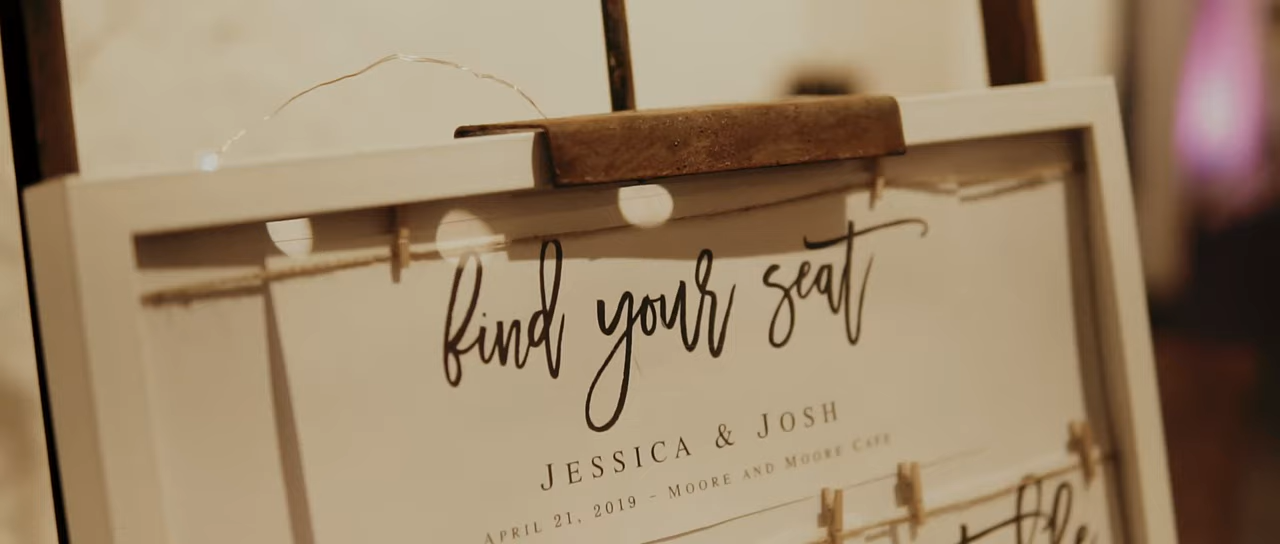 find your seat
JESSICA & JOSH
APRIL 21, 2019 - MOORE AND MOORE CAFE